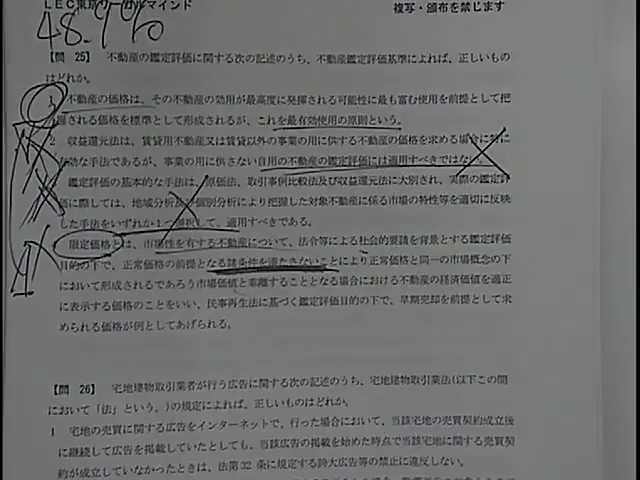 LEC東京リーガルマインド
複写・頒布を禁じます
48.9%
【問 25】 不動産の鑑定評価に関する次の記述のうち、不動産鑑定評価基準によれば、正しいもの
はどれか。
1 不動産の価格は、その不動産の効用が最高度に発揮される可能性に最も富む使用を前提として把
握される価格を標準として形成されるが、これを最有効使用の原則という。
2 収益還元法は、賃貸用不動産又は賃貸以外の事業の用に供する不動産の価格を求める場合に特に
有効な手法であるが、事業の用に供さない自用の不動産の鑑定評価には適用すべきではない。
鑑定評価の基本的な手法は、原価法、取引事例比較法及び収益還元法に大別され、実際の鑑定評
価に際しては、地域分析及び個別分析により把握した対象不動産に係る市場の特性等を適切に反映
した手法をいずれか1つ選択して、適用すべきである。
限定価格とは、市場性を有する不動産について、法令等による社会的要請を背景とする鑑定評価
目的の下で、正常価格の前提となる諸条件を満たさないことにより正常価格と同一の市場概念の下
において形成されるであろう市場価値と乖離することとなる場合における不動産の経済価値を適正
に表示する価格のことをいい、民事再生法に基づく鑑定評価目的の下で、早期売却を前提として求
められる価格が例としてあげられる。
【問 26】 宅地建物取引業者が行う広告に関する次の記述のうち、宅地建物取引業法(以下この問
において「法」という。)の規定によれば、正しいものはどれか。
1 宅地の売買に関する広告をインターネットで、行った場合において、当該宅地の売買契約成立後
に継続して広告を掲載していたとしても、当該広告の掲載を始めた時点で当該宅地に関する売買契
約が成立していなかったときは、法第32条に規定する誇大広告等の禁止に違反しない。